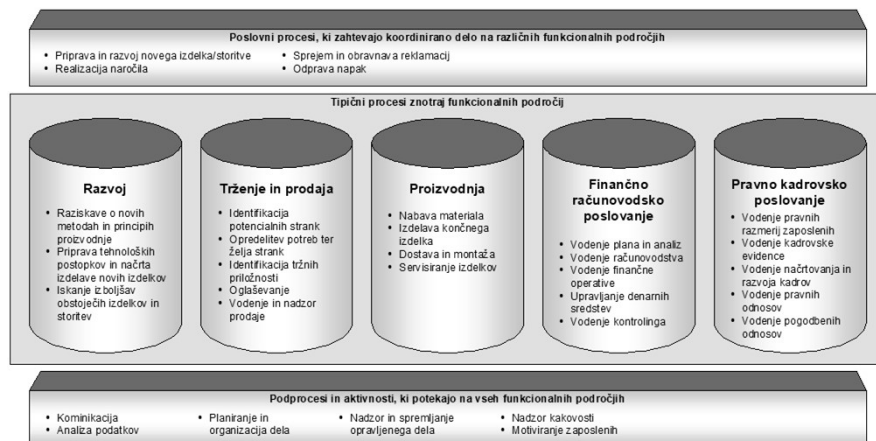 Poslovni procesi, ki zahtevajo koordinirano delo na različnih funkcionalnih področjih
• Priprava in razvoj novega izdelka/storitve
• Realizacija naročila
• Sprejem in obravnava reklamacij
• Odprava napak
Tipični procesi znotraj funkcionalnih področij
Razvoj
• Raziskave o novih
metodah in principih
proizvodnje
• Priprava tehnoloških
postopkov in načrta
izdelave novih izdelkov
• Iskanje izboljšav
obstoječih izdelkov in
storitev
Trženje in prodaja
• Identifikacija
potencialnih strank
• Opredelitev potreb ter
želja strank
• Identifikacija tržnih
priložnosti
• Oglaševanje
• Vodenje in nadzor
prodaje
Proizvodnja
• Nabava materiala
• Izdelava končnega
izdelka
• Dostava in montaža
• Servisiranje izdelkov
Finančno
računovodsko
poslovanje
• Vodenje plana in analiz
• Vodenje računovodstva
• Vodenje finančne
operative
• Upravljanje denarnih
sredstev
• Vodenje kontrolinga
Pravno kadrovsko
poslovanje
• Vodenje pravnih
razmerij zaposlenih
• Vodenje kadrovske
evidence
• Vodenje načrtovanja in
razvoja kadrov
• Vodenje pravnih
odnosov
• Vodenje pogodbenih
odnosov
Podprocesi in aktivnosti, ki potekajo na vseh funkcionalnih področjih
• Kominikacija
• Analiza podatkov
• Planiranje in
organizacija dela
• Nadzor in spremljanje
opravljenega dela
• Nadzor kakovosti
• Motiviranje zaposlenih